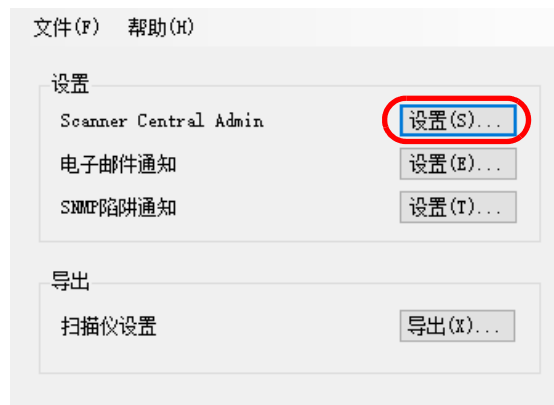 文件(F) 帮助(H)
设置
Scanner Central Admin 设置(S)...
电子邮件通知 设置(E)...
SNMP陷阱通知 设置(T)...
导出
扫描仪设置 导出(X)...